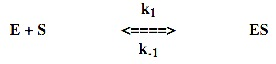 k₁
E + S <====> ES
k₋₁